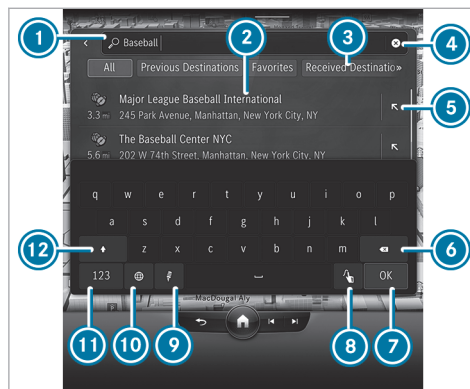 1
2
3
4
Baseball
All Previous Destinations Favorites Received Destinatio»
Major League Baseball International
3.3 mi 245 Park Avenue, Manhattan, New York City, NY
5
The Baseball Center NYC
5.6 mi 202 W 74th Street, Manhattan, New York City, NY
q w e r t y u i o p
a s d f g h j k l
12
z x c v b n m
6
123
OK
MacDougal Aly
11
10
9
8
7